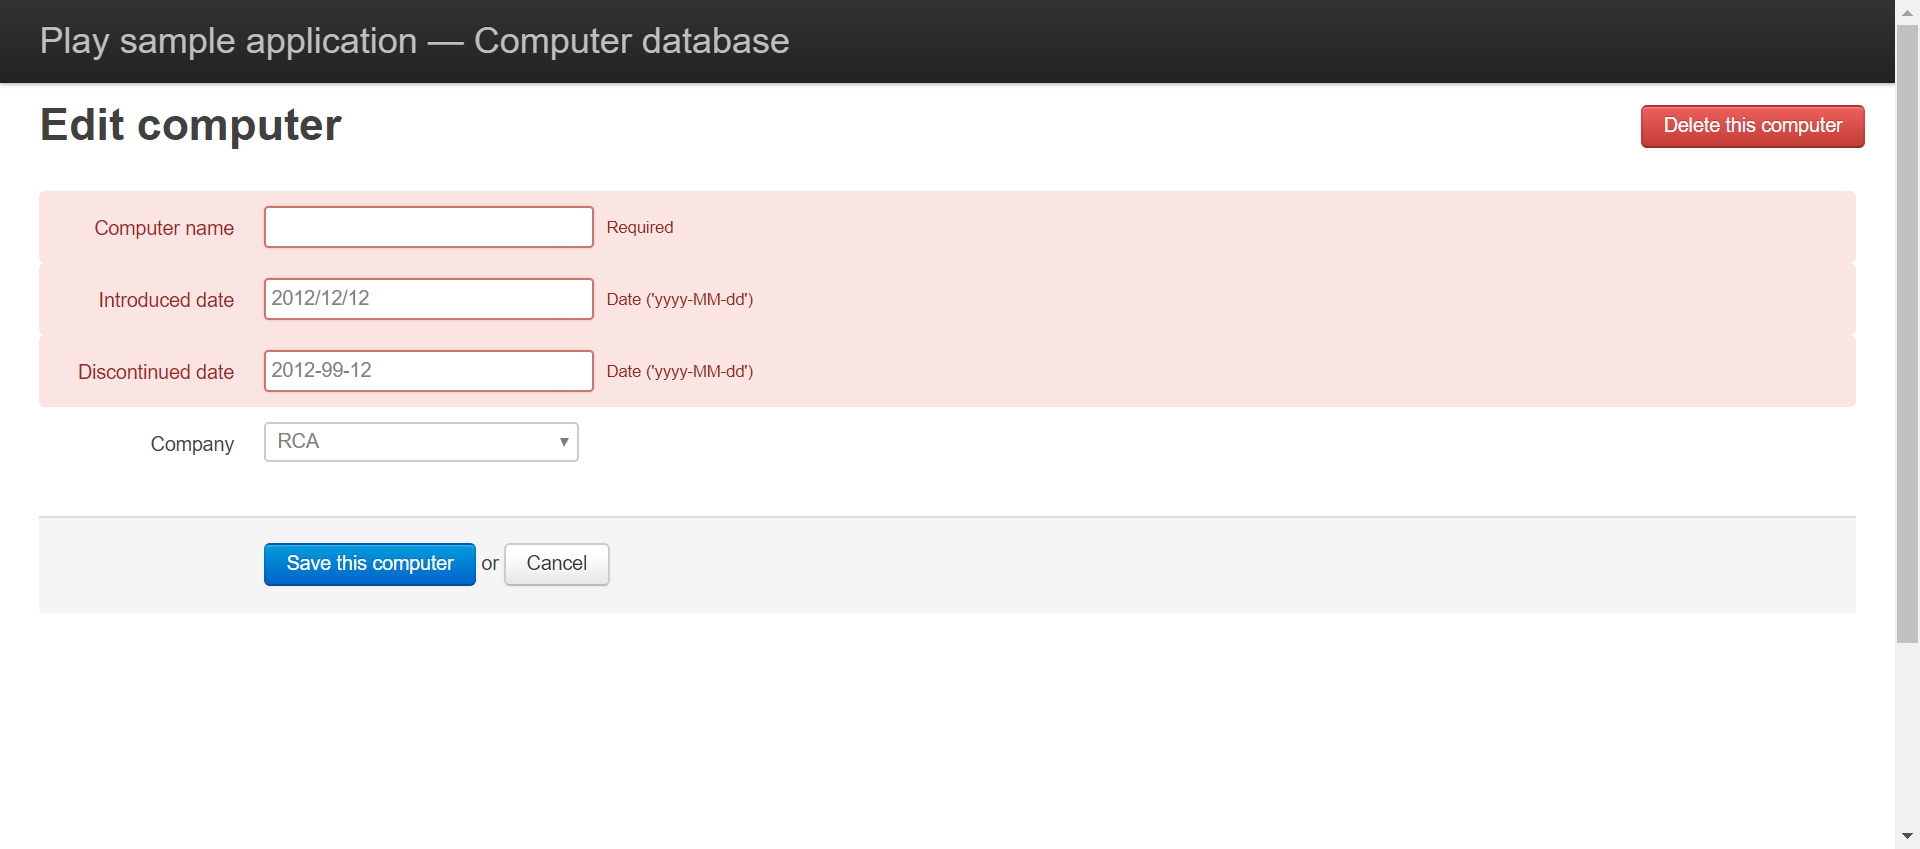 Play sample application — Computer database
Edit computer
Delete this computer
Computer name
Required
Introduced date
2012/12/12
Date ('yyyy-MM-dd')
Discontinued date
2012-99-12
Date ('yyyy-MM-dd')
Company
RCA
Save this computer or Cancel